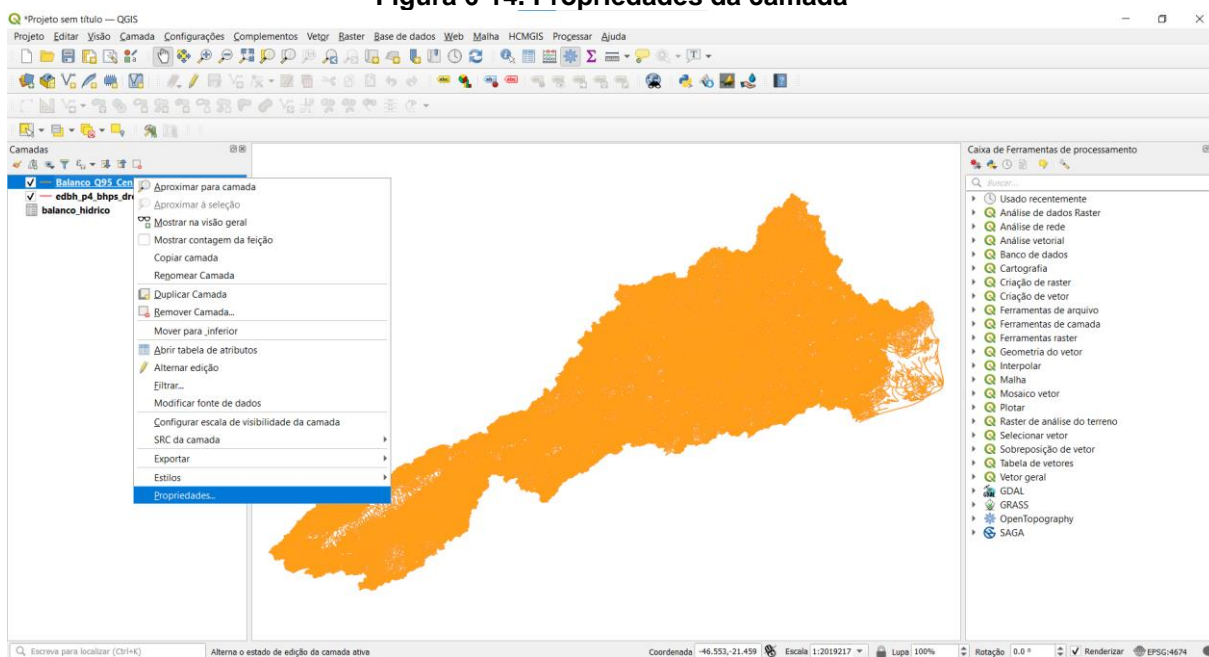 Figura 6-14. Propriedades da camada
*Projeto sem título — QGIS
Projeto Editar Visão Camada Configurações Complementos Vetor Raster Base de dados Web Malha HCMGIS Processar Ajuda
Camadas
Balanco_Q95_Cen
edbh_p4_bhps_dre
balanco_hidrico
Aproximar para camada
Aproximar à seleção
Mostrar na visão geral
Mostrar contagem da feição
Copiar camada
Renomear Camada
Duplicar Camada
Remover Camada...
Mover para _inferior
Abrir tabela de atributos
Alternar edição
Filtrar...
Modificar fonte de dados
Configurar escala de visibilidade da camada
SRC da camada
Exportar
Estilos
Propriedades...
Caixa de Ferramentas de processamento
Buscar...
Usado recentemente
Análise de dados Raster
Análise de rede
Análise vetorial
Banco de dados
Cartografia
Criação de raster
Criação de vetor
Ferramentas de arquivo
Ferramentas de camada
Ferramentas raster
Geometria do vetor
Interpolar
Malha
Mosaico vetor
Plotar
Raster de análise do terreno
Selecionar vetor
Sobreposição de vetor
Tabela de vetores
Vetor geral
GDAL
GRASS
OpenTopography
SAGA
Escreva para localizar (Ctrl+K) Alterna o estado de edição da camada ativa Coordenada -46.553,-21.459 Escala 1:2019217 Lupa 100% Rotação 0.0 ° Renderizar EPSG:4674